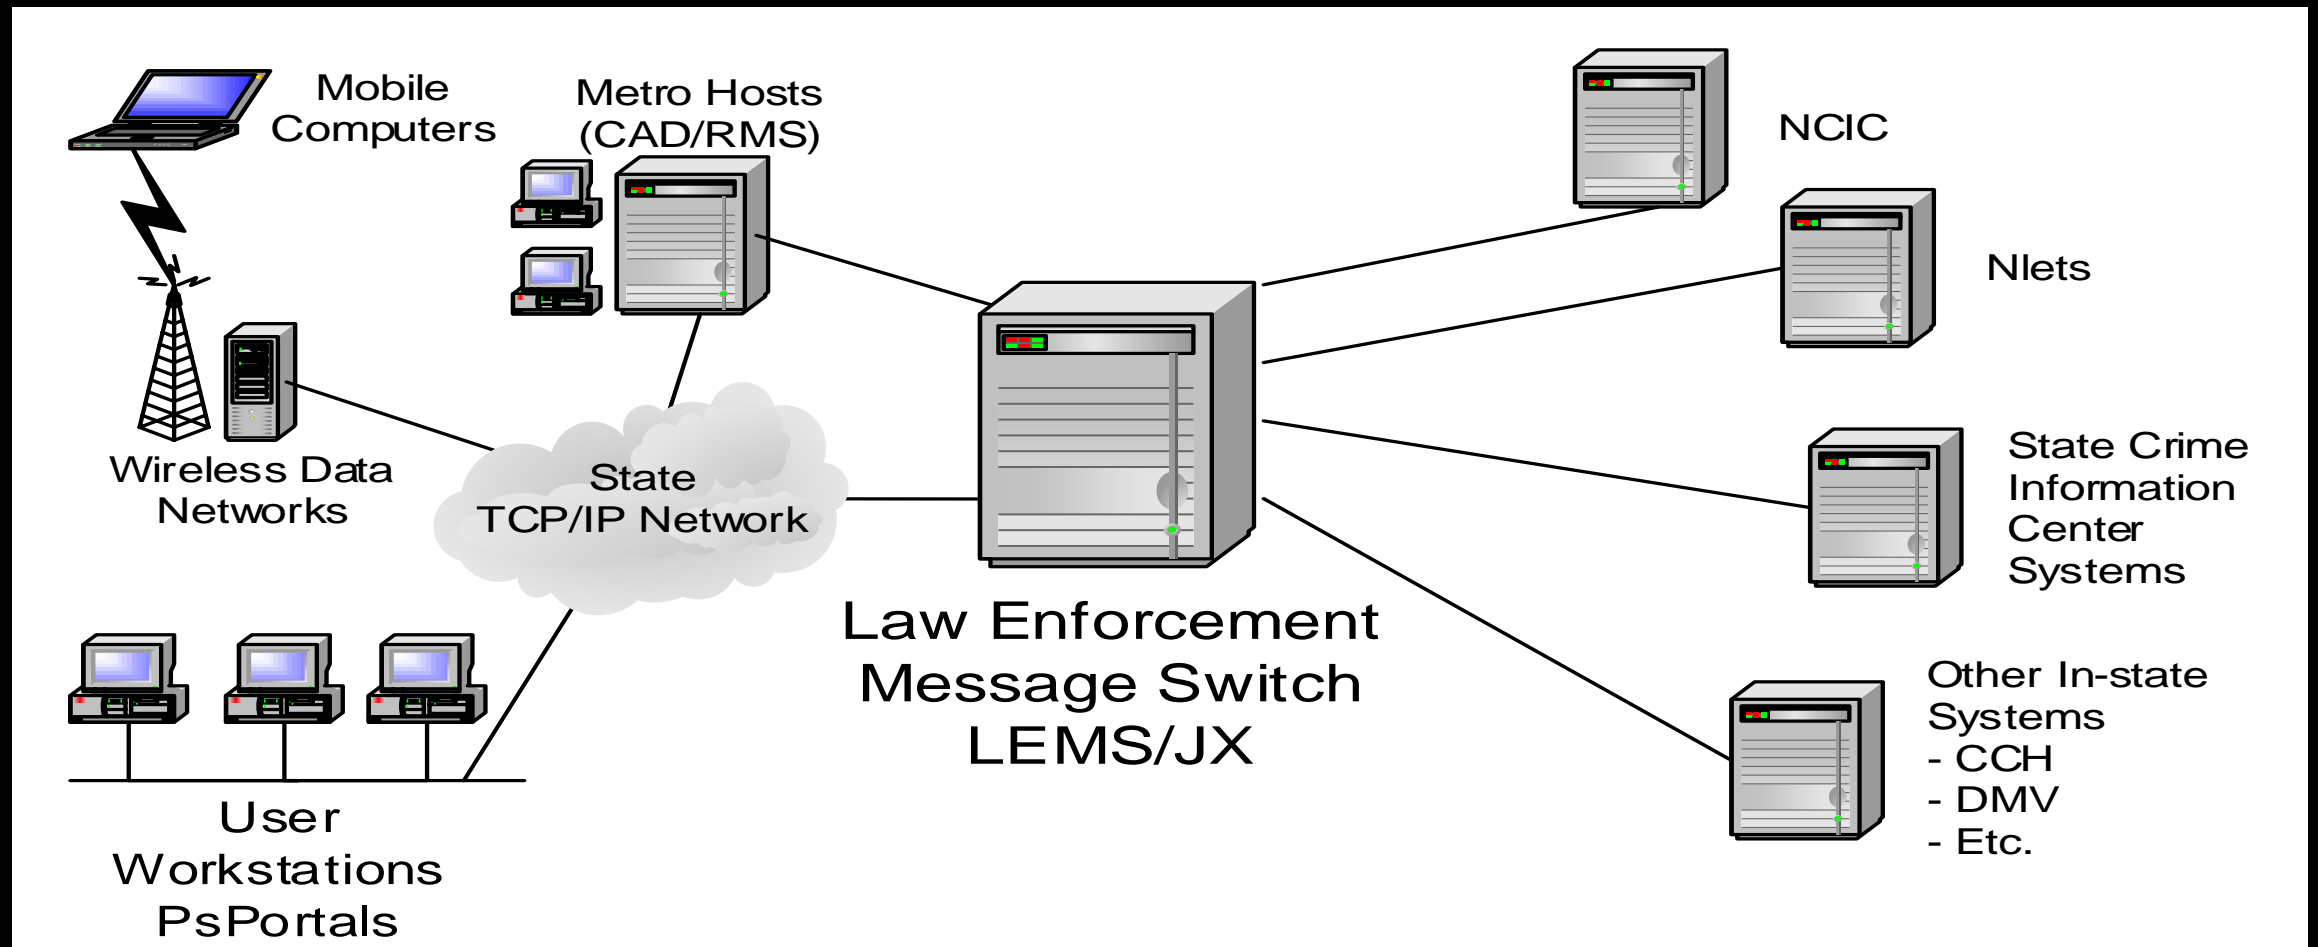 Mobile
Computers
Metro Hosts
(CAD/RMS)
NCIC
Nlets
Wireless Data
Networks
State
TCP/IP Network
State Crime
Information
Center
Systems
Law Enforcement
Message Switch
LEMS/JX
Other In-state
Systems
- CCH
- DMV
- Etc.
User
Workstations
PsPortals